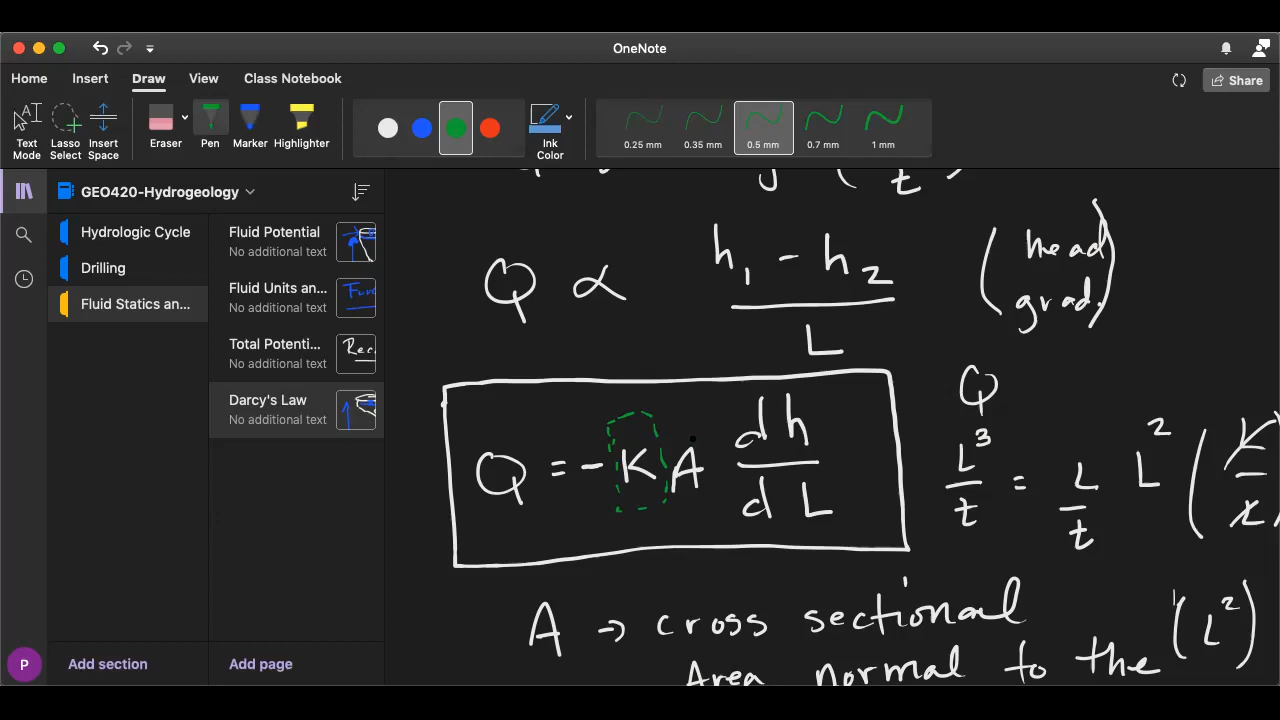 OneNote
Home Insert Draw View Class Notebook
Share
Text Mode
Lasso Select
Insert Space
Eraser
Pen
Marker
Highlighter
Ink Color
0.25 mm
0.35 mm
0.5 mm
0.7 mm
1 mm
GEO420-Hydrogeology
Hydrologic Cycle
Drilling
Fluid Statics an...
Fluid Potential
No additional text
Fluid Units an...
No additional text
Total Potenti...
No additional text
Rec
Darcy's Law
No additional text
P
Add section
Add page
Q ∝ h₁ - h₂ / L
(head grad.)
Q = -K A dh / dL
Q
L³/t = L/t L² (L/L
A → cross sectional
Area normal to the (L²)